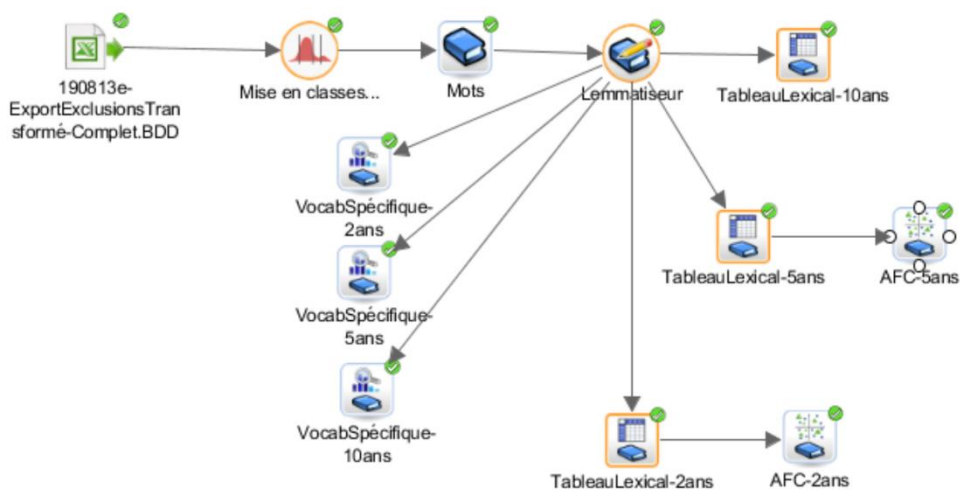 190813e-
ExportExclusionsTran
sformé-Complet.BDD
Mise en classes...
Mots
Lemmatiseur
TableauLexical-10ans
VocabSpécifique-
2ans
VocabSpécifique-
5ans
TableauLexical-5ans
AFC-5ans
VocabSpécifique-
10ans
TableauLexical-2ans
AFC-2ans